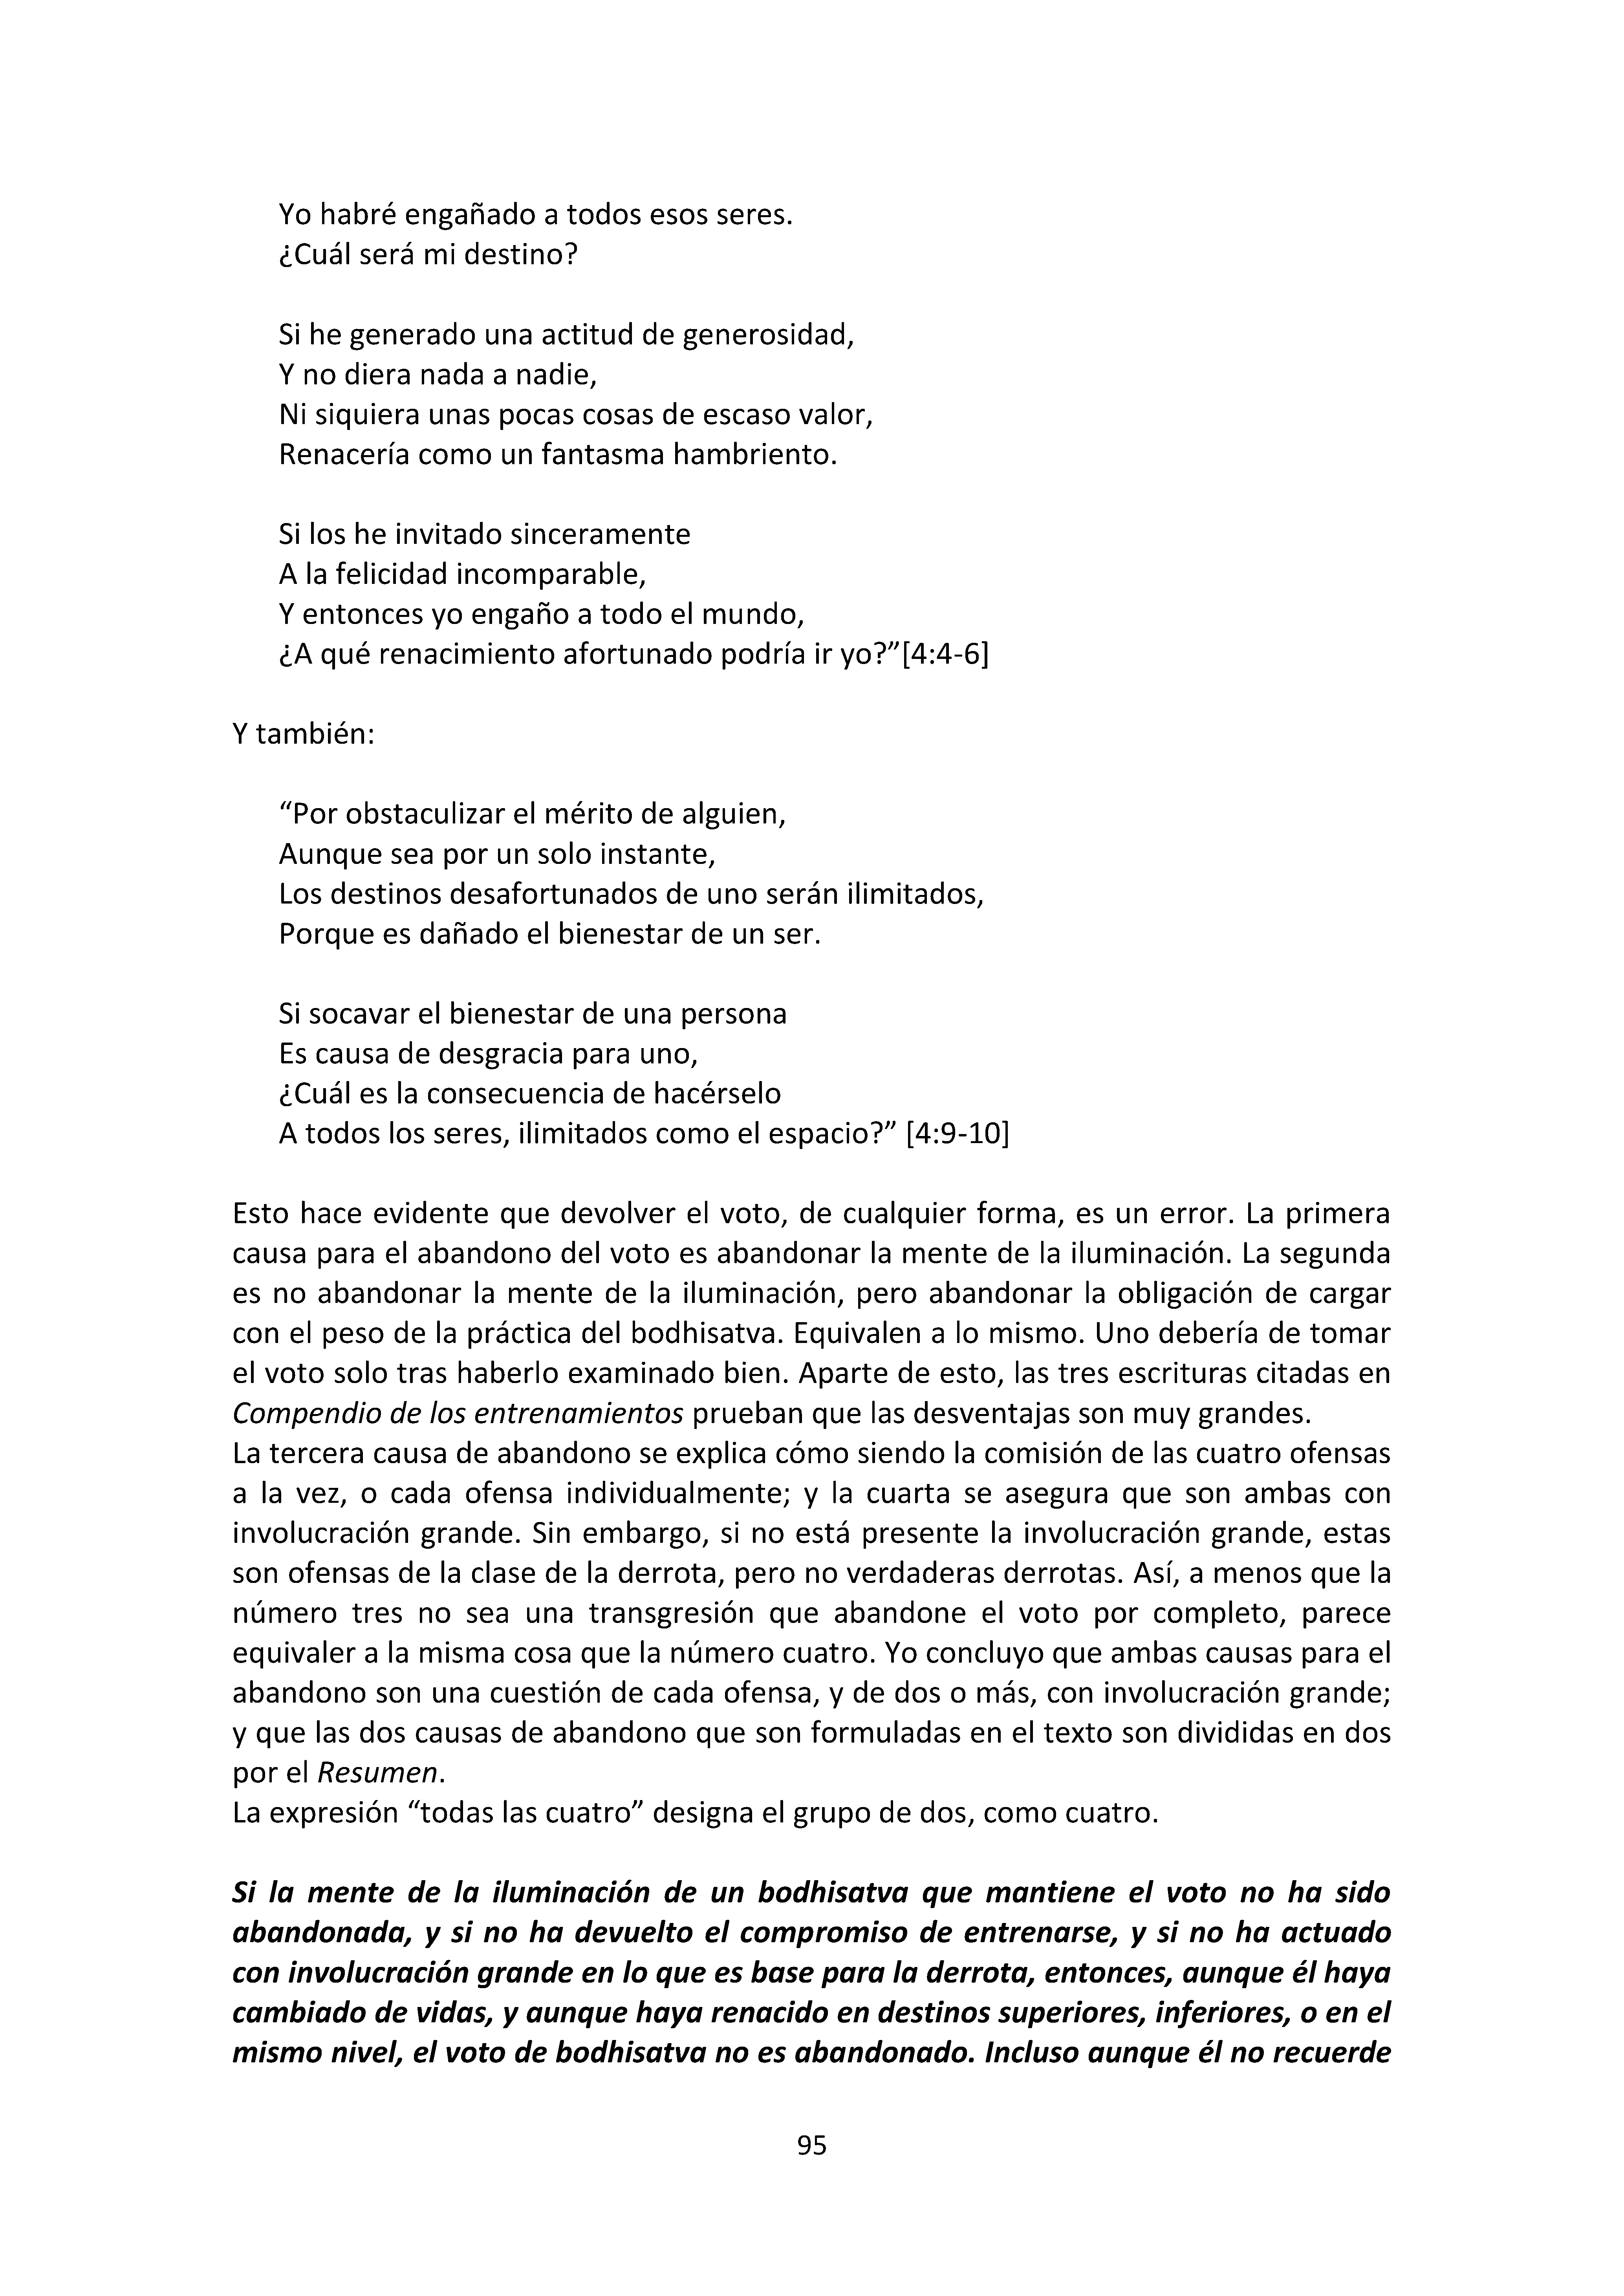 Yo habré engañado a todos esos seres.
¿Cuál será mi destino?
Si he generado una actitud de generosidad,
Y no diera nada a nadie,
Ni siquiera unas pocas cosas de escaso valor,
Renacería como un fantasma hambriento.
Si los he invitado sinceramente
A la felicidad incomparable,
Y entonces yo engaño a todo el mundo,
¿A qué renacimiento afortunado podría ir yo?”[4:4-6]
Y también:
“Por obstaculizar el mérito de alguien,
Aunque sea por un solo instante,
Los destinos desafortunados de uno serán ilimitados,
Porque es dañado el bienestar de un ser.
Si socavar el bienestar de una persona
Es causa de desgracia para uno,
¿Cuál es la consecuencia de hacérselo
A todos los seres, ilimitados como el espacio?” [4:9-10]
Esto hace evidente que devolver el voto, de cualquier forma, es un error. La primera
causa para el abandono del voto es abandonar la mente de la iluminación. La segunda
es no abandonar la mente de la iluminación, pero abandonar la obligación de cargar
con el peso de la práctica del bodhisatva. Equivalen a lo mismo. Uno debería de tomar
el voto solo tras haberlo examinado bien. Aparte de esto, las tres escrituras citadas en
Compendio de los entrenamientos prueban que las desventajas son muy grandes.
La tercera causa de abandono se explica cómo siendo la comisión de las cuatro ofensas
a la vez, o cada ofensa individualmente; y la cuarta se asegura que son ambas con
involucración grande. Sin embargo, si no está presente la involucración grande, estas
son ofensas de la clase de la derrota, pero no verdaderas derrotas. Así, a menos que la
número tres no sea una transgresión que abandone el voto por completo, parece
equivaler a la misma cosa que la número cuatro. Yo concluyo que ambas causas para el
abandono son una cuestión de cada ofensa, y de dos o más, con involucración grande;
y que las dos causas de abandono que son formuladas en el texto son divididas en dos
por el Resumen.
La expresión “todas las cuatro” designa el grupo de dos, como cuatro.
Si la mente de la iluminación de un bodhisatva que mantiene el voto no ha sido
abandonada, y si no ha devuelto el compromiso de entrenarse, y si no ha actuado
con involucración grande en lo que es base para la derrota, entonces, aunque él haya
cambiado de vidas, y aunque haya renacido en destinos superiores, inferiores, o en el
mismo nivel, el voto de bodhisatva no es abandonado. Incluso aunque él no recuerde
95